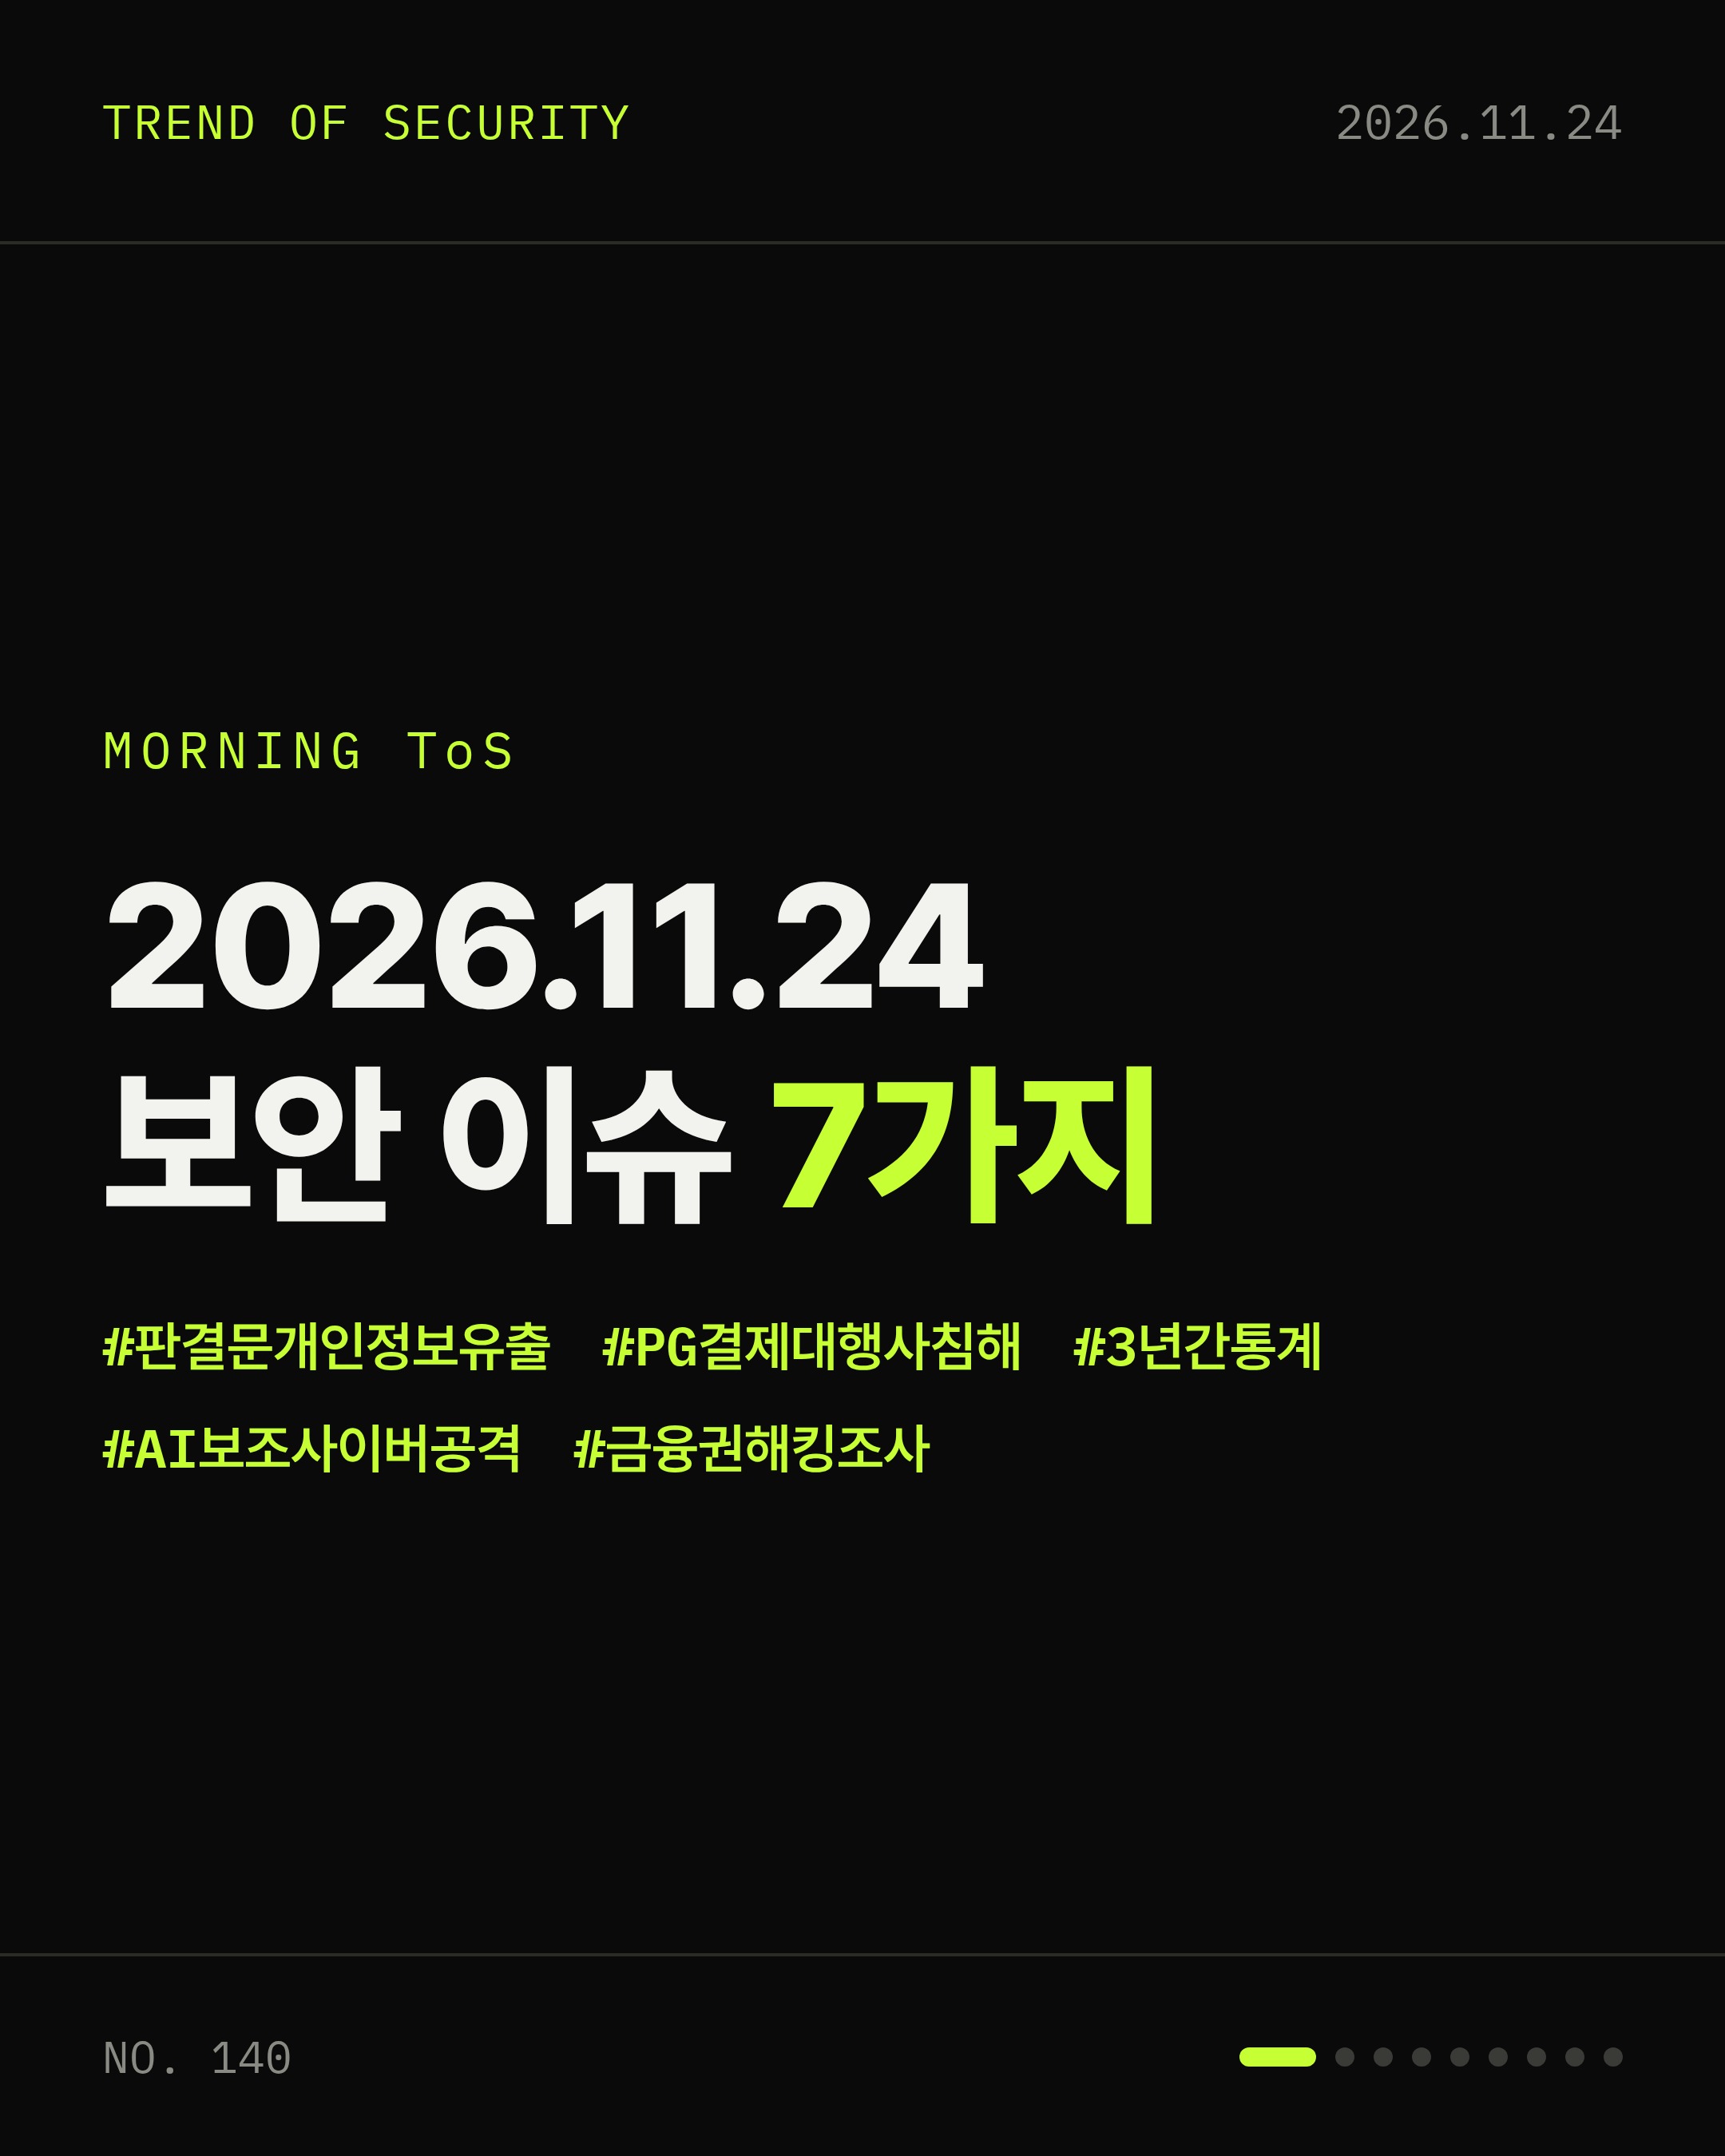 TREND OF SECURITY
2026.11.24
MORNING ToS
2026.11.24
보안 이슈 7가지
#판결문개인정보유출 #PG결제대행사침해 #3년간통계
#AI보조사이버공격 #금융권해킹조사
NO. 140